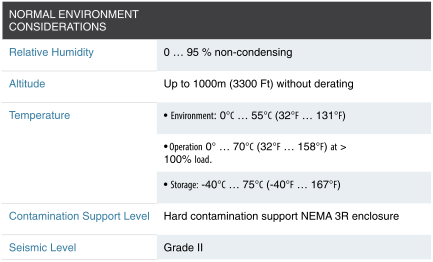 NORMAL ENVIRONMENT
CONSIDERATIONS
Relative Humidity 0 … 95 % non-condensing
Altitude Up to 1000m (3300 Ft) without derating
Temperature • Environment: 0°C … 55°C (32°F … 131°F)
• Operation 0° … 70°C (32°F … 158°F) at >
100% load.
• Storage: -40°C … 75°C (-40°F … 167°F)
Contamination Support Level Hard contamination support NEMA 3R enclosure
Seismic Level Grade II